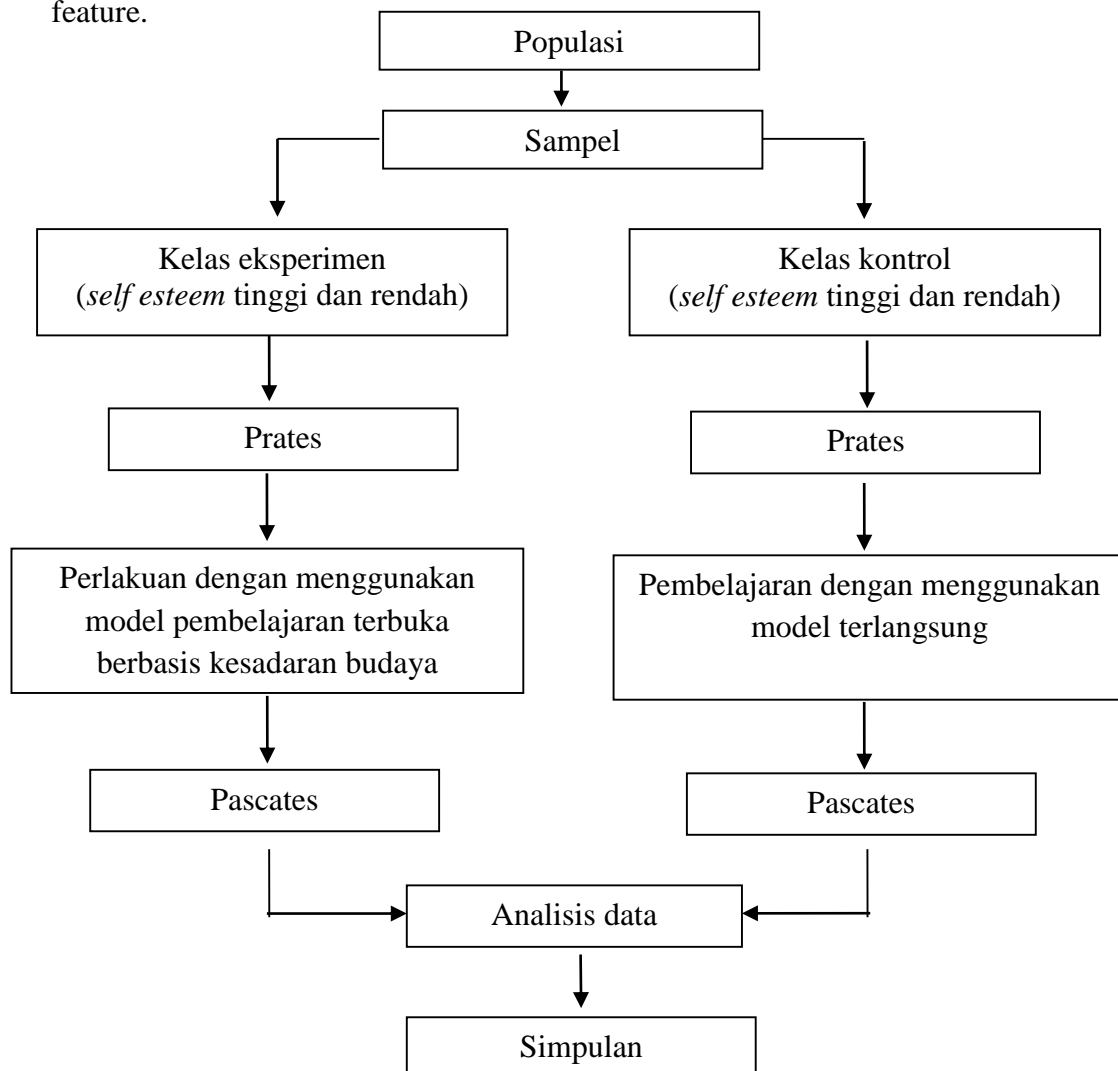 feature.
Populasi
Sampel
Kelas eksperimen
(self esteem tinggi dan rendah)
Kelas kontrol
(self esteem tinggi dan rendah)
Prates
Prates
Perlakuan dengan menggunakan
model pembelajaran terbuka
berbasis kesadaran budaya
Pembelajaran dengan menggunakan
model terlangsung
Pascates
Pascates
Analisis data
Simpulan